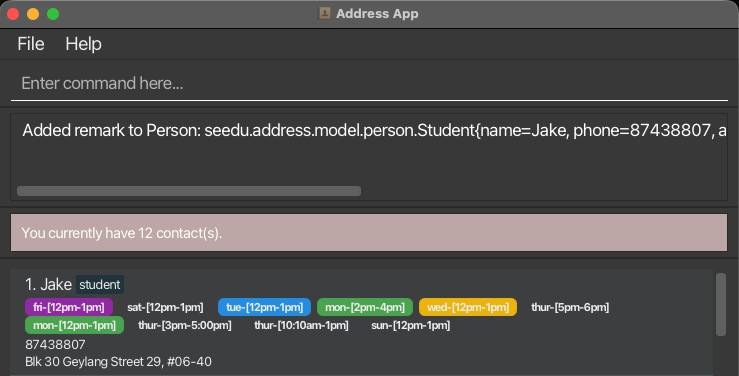 Address App
File Help
Enter command here...
Added remark to Person: seedu.address.model.person.Student{name=Jake, phone=87438807, a
You currently have 12 contact(s).
1. Jake student
fri-[12pm-1pm] sat-[12pm-1pm] tue-[12pm-1pm] mon-[2pm-4pm] wed-[12pm-1pm] thur-[5pm-6pm]
mon-[12pm-1pm] thur-[3pm-5:00pm] thur-[10:10am-1pm] sun-[12pm-1pm]
87438807
Blk 30 Geylang Street 29, #06-40